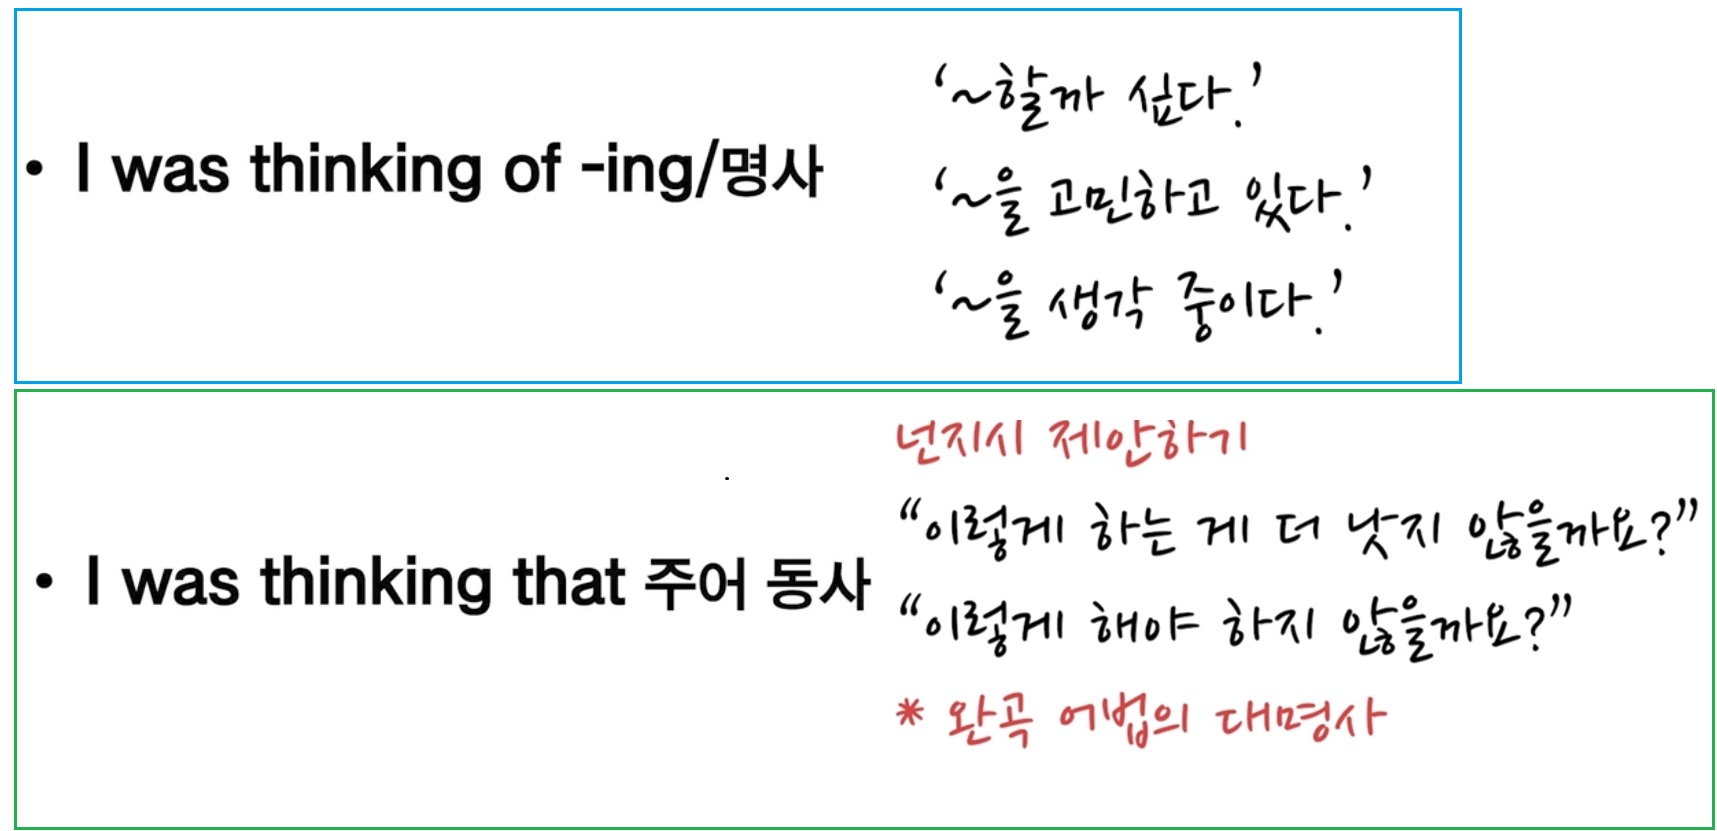 '~할까 싶다.'
• I was thinking of -ing/명사
'~을 고민하고 있다.'
'~을 생각 중이다.'
넌지시 제안하기
"이렇게 하는 게 더 낫지 않을까요?"
• I was thinking that 주어 동사
"이렇게 해야 하지 않을까요?"
* 완곡 어법의 대명사